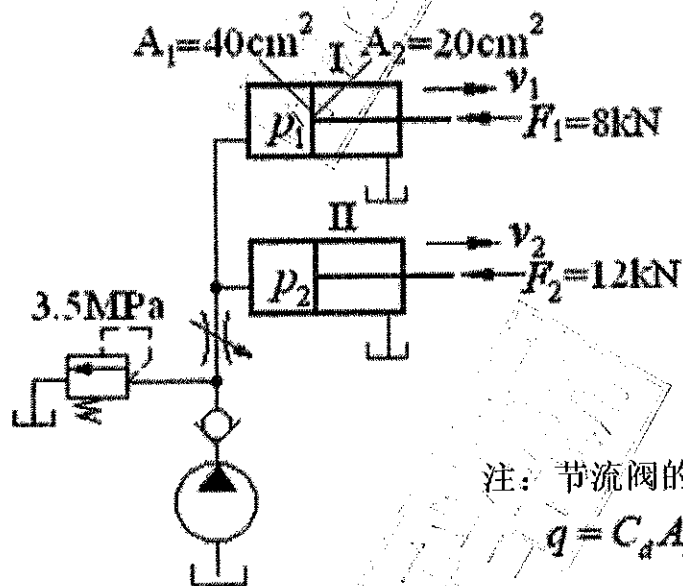 A₁=40cm² A₂=20cm²
I
v₁
p₁
F₁=8kN
II
v₂
p₂
F₂=12kN
3.5MPa
注：节流阀的
q = C_d A